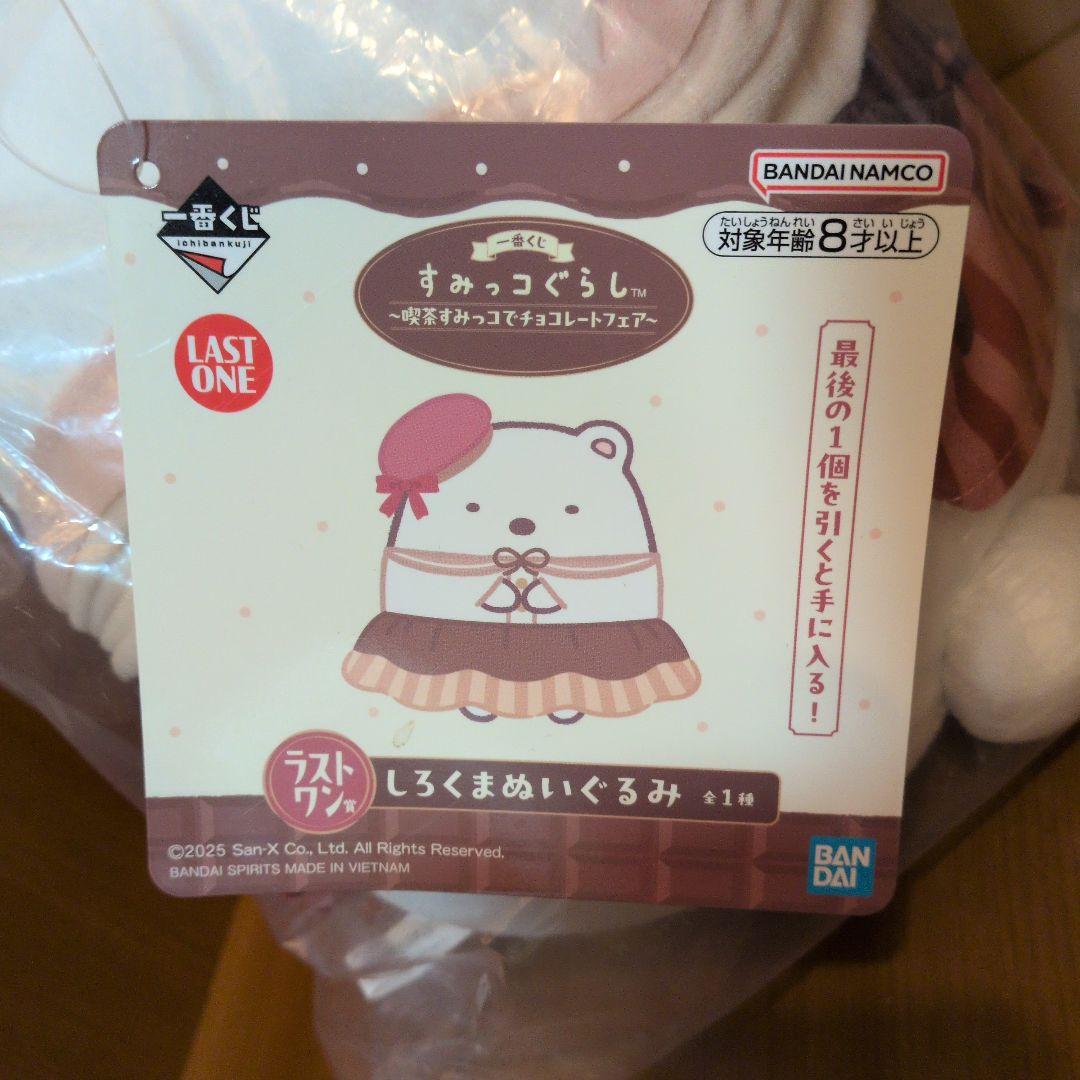 BANDAI NAMCO
一番くじ
ichibankuji
たいしょうねんれい さい い じょう
対象年齢8才以上
一番くじ
すみっコぐらし™
~喫茶すみっコでチョコレートフェア~
LAST
ONE
最後の1個を引くと手に入る!
ラスト
ワン賞
しろくまぬいぐるみ 全1種
©2025 San-X Co., Ltd. All Rights Reserved.
BANDAI SPIRITS MADE IN VIETNAM
BAN
DAI